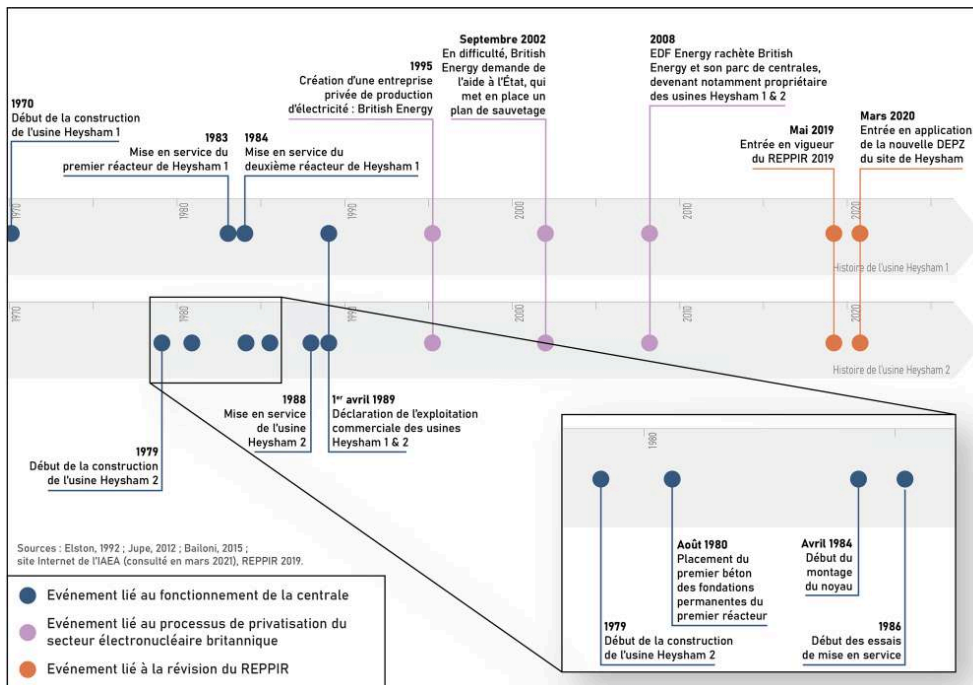 Septembre 2002
En difficulté, British
Energy demande de
l'aide à l'État, qui
met en place un
plan de sauvetage
2008
EDF Energy rachète British
Energy et son parc de centrales,
devenant notamment propriétaire
des usines Heysham 1 & 2
1995
Création d'une entreprise
privée de production
d'électricité : British Energy
1970
Début de la construction
de l'usine Heysham 1
1983
Mise en service du
premier réacteur de Heysham 1
1984
Mise en service du
deuxième réacteur de Heysham 1
Mai 2019
Entrée en vigueur
du REPPIR 2019
Mars 2020
Entrée en application
de la nouvelle DEPZ
du site de Heysham
1970
1980
1990
2000
2010
2020
Histoire de l'usine Heysham 1
1970
1980
1990
2000
2010
2020
Histoire de l'usine Heysham 2
1979
Début de la construction
de l'usine Heysham 2
1988
Mise en service
de l'usine
Heysham 2
1er avril 1989
Déclaration de l'exploitation
commerciale des usines
Heysham 1 & 2
1980
Août 1980
Placement du
premier béton
des fondations
permanentes du
premier réacteur
Avril 1984
Début du
montage
du noyau
1979
Début de la construction
de l'usine Heysham 2
1986
Début des essais
de mise en service
Sources : Elston, 1992 ; Jupe, 2012 ; Bailoni, 2015 ;
site Internet de l'IAEA (consulté en mars 2021), REPPIR 2019.
Evénement lié au fonctionnement de la centrale
Evénement lié au processus de privatisation du
secteur électronucléaire britannique
Evénement lié à la révision du REPPIR